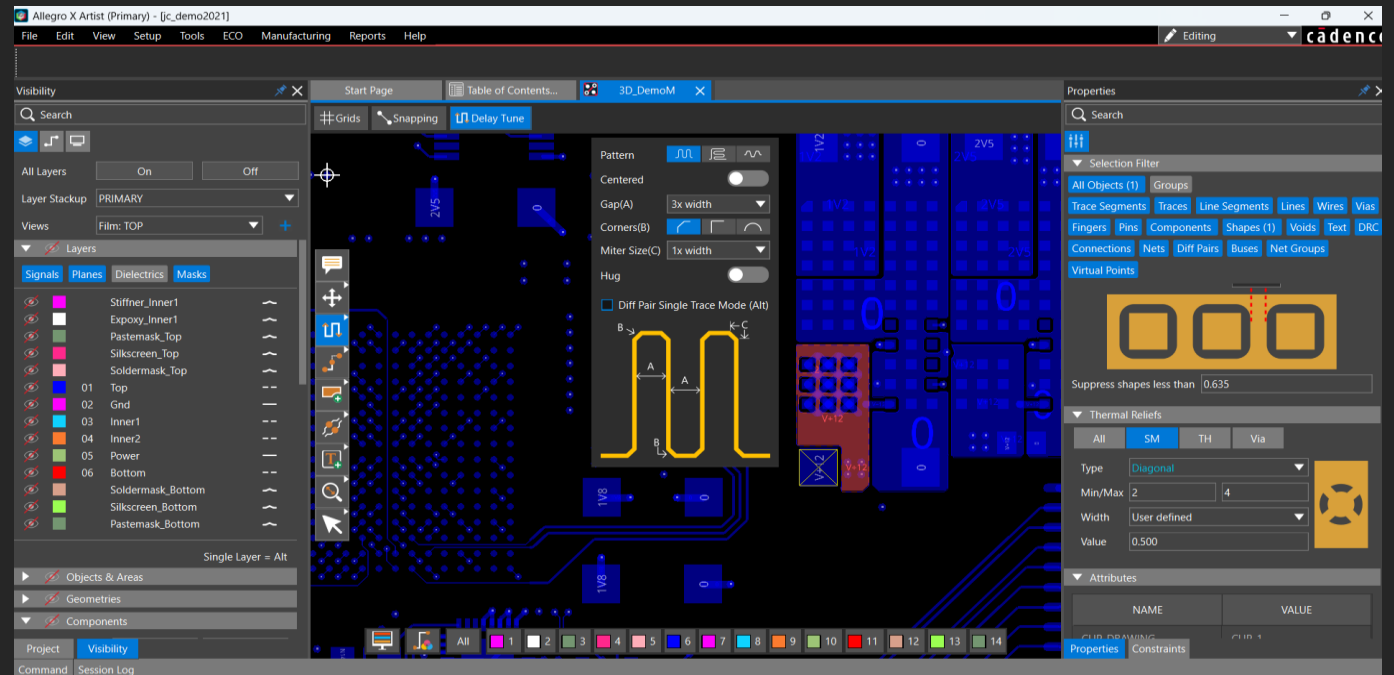 Allegro X Artist (Primary) - [jc_demo2021]
File Edit View Setup Tools ECO Manufacturing Reports Help
Editing
cādence
Visibility
Search
All Layers On Off
Layer Stackup PRIMARY
Views Film: TOP
Layers
Signals Planes Dielectrics Masks
Stiffner_Inner1
Expoxy_Inner1
Pastemask_Top
Silkscreen_Top
Soldermask_Top
01 Top
02 Gnd
03 Inner1
04 Inner2
05 Power
06 Bottom
Soldermask_Bottom
Silkscreen_Bottom
Pastemask_Bottom
Single Layer = Alt
Objects & Areas
Geometries
Components
Project Visibility
Command Session Log
Start Page Table of Contents... 3D_DemoM
Grids Snapping Delay Tune
Pattern
Centered
Gap(A) 3x width
Corners(B)
Miter Size(C) 1x width
Hug
Diff Pair Single Trace Mode (Alt)
B C
A
A
B
2V5 0
1V2 0 2V5
V+12
V+12 V+12
0
1V8 0
1V8 0
All 1 2 3 4 5 6 7 8 9 10 11 12 13 14
Properties
Search
Selection Filter
All Objects (1) Groups
Trace Segments Traces Line Segments Lines Wires Vias
Fingers Pins Components Shapes (1) Voids Text DRC
Connections Nets Diff Pairs Buses Net Groups
Virtual Points
Suppress shapes less than 0.635
Thermal Reliefs
All SM TH Via
Type Diagonal
Min/Max 2 4
Width User defined
Value 0.500
Attributes
NAME VALUE
Properties Constraints